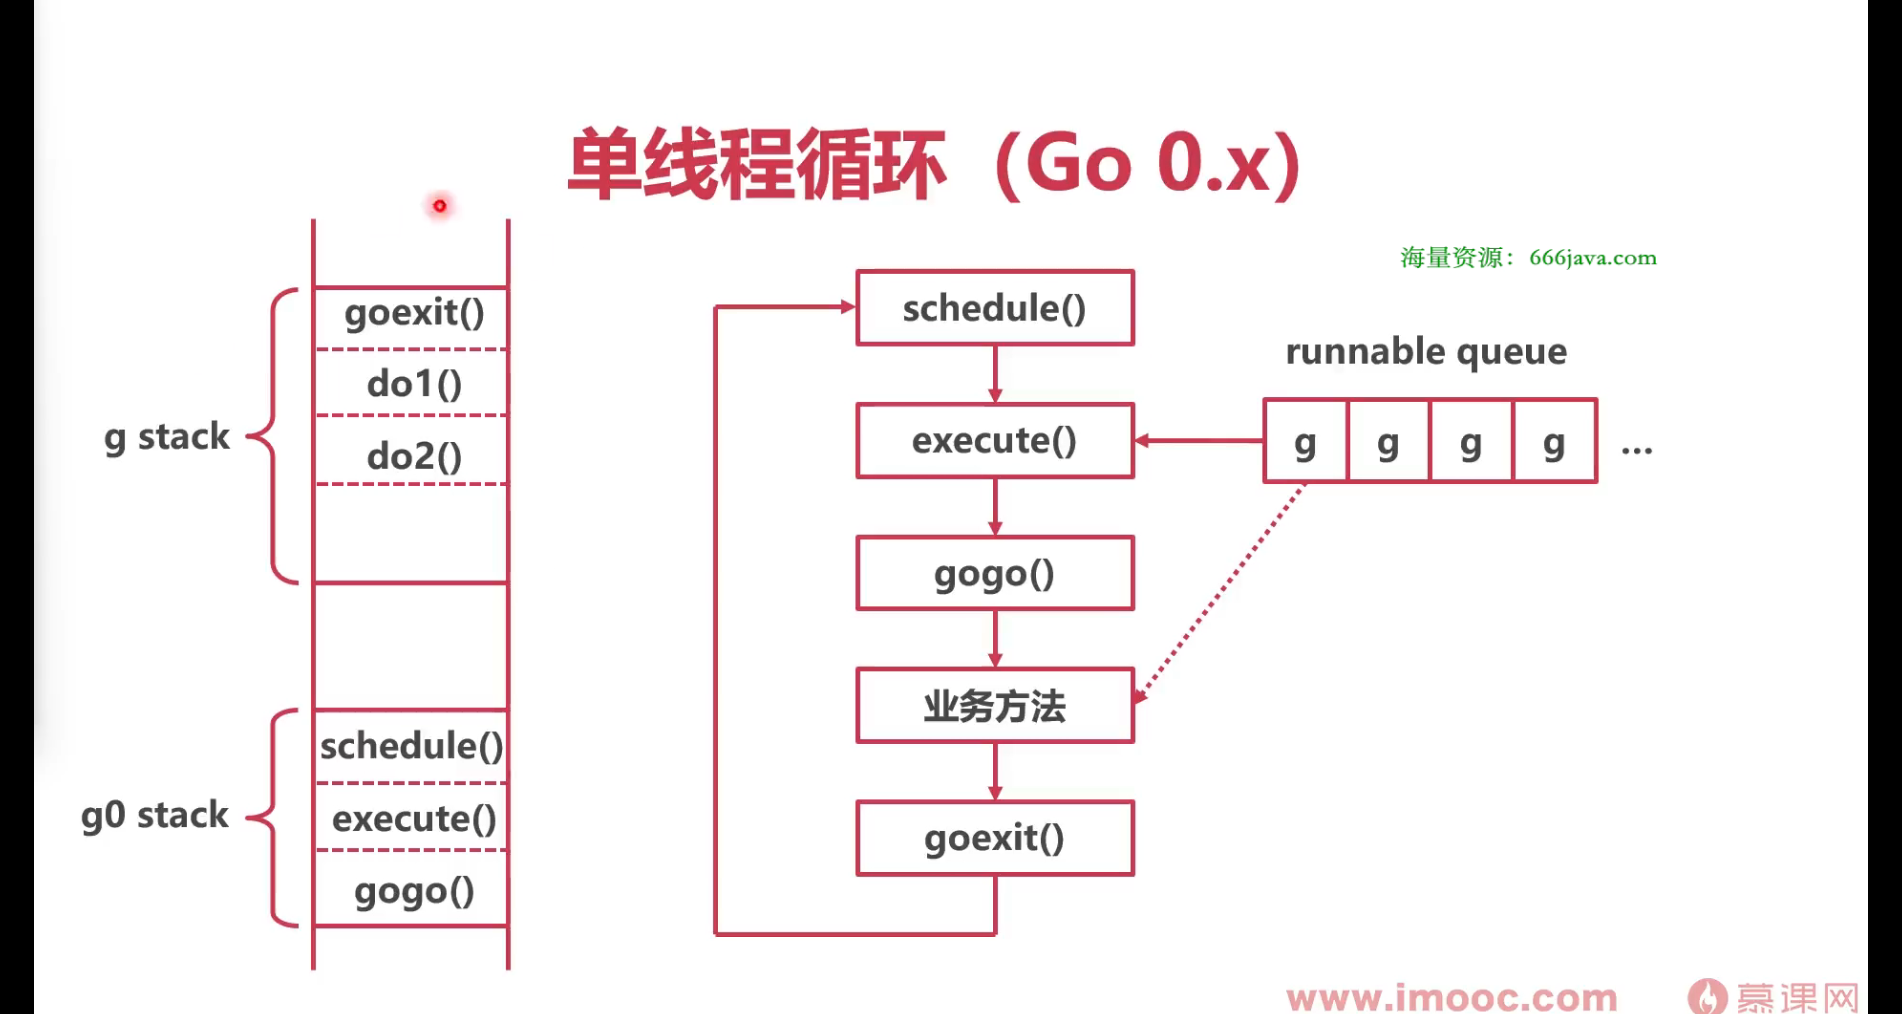 单线程循环（Go 0.x）
海量资源：666java.com
g stack
goexit()
do1()
do2()
g0 stack
schedule()
execute()
gogo()
schedule()
execute()
gogo()
业务方法
goexit()
runnable queue
g g g g ...
www.imooc.com 慕课网